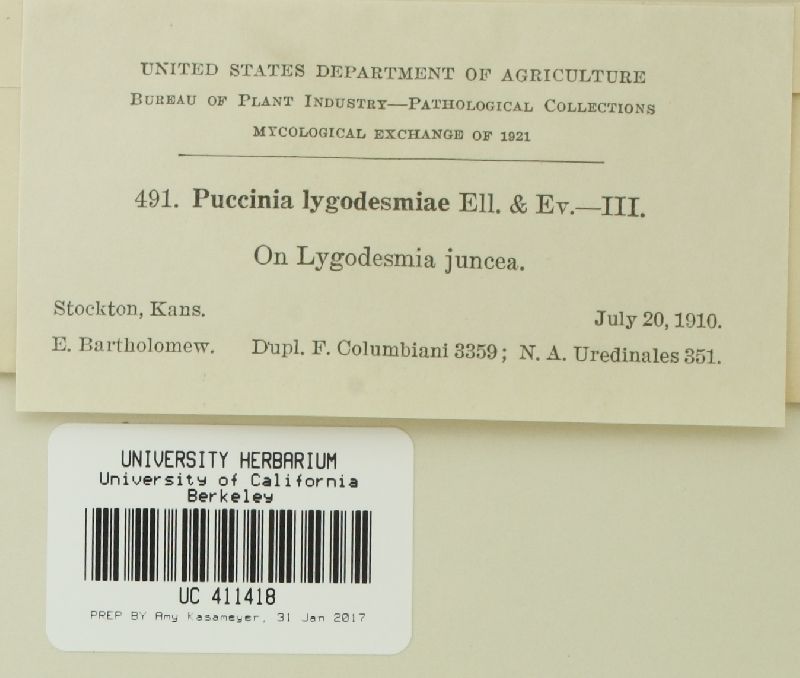 UNITED STATES DEPARTMENT OF AGRICULTURE
BUREAU OF PLANT INDUSTRY—PATHOLOGICAL COLLECTIONS
MYCOLOGICAL EXCHANGE OF 1921
491. Puccinia lygodesmiae Ell. & Ev.—III.
On Lygodesmia juncea.
Stockton, Kans. July 20, 1910.
E. Bartholomew. Dupl. F. Columbiani 3359; N. A. Uredinales 351.
UNIVERSITY HERBARIUM
University of California
Berkeley
UC 411418
PREP BY Amy Kasameyer, 31 Jan 2017